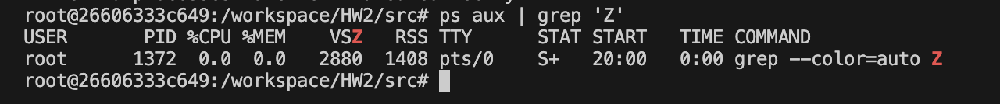 root@26606333c649:/workspace/HW2/src# ps aux | grep 'Z'
USER       PID %CPU %MEM    VSZ   RSS TTY      STAT START   TIME COMMAND
root      1372  0.0  0.0   2880  1408 pts/0    S+   20:00   0:00 grep --color=auto Z
root@26606333c649:/workspace/HW2/src#